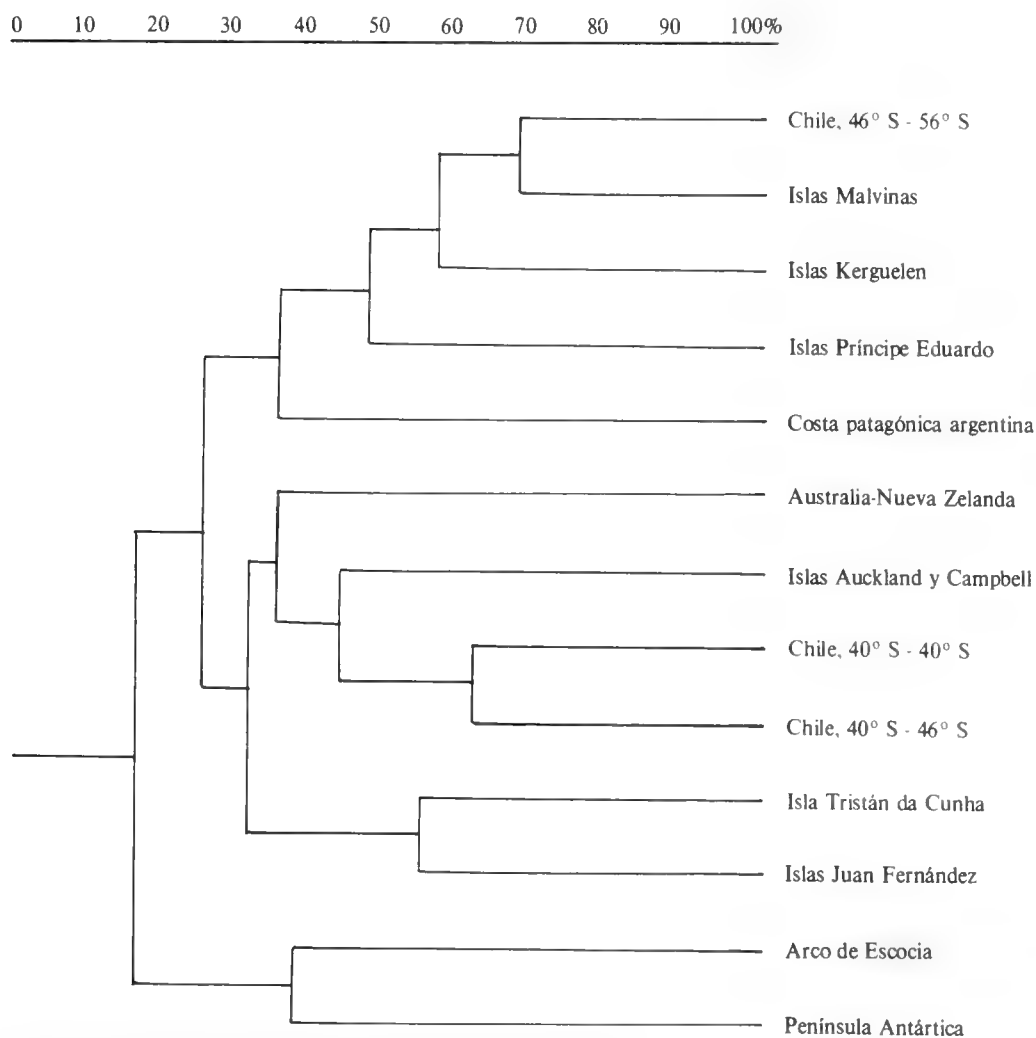 0 10 20 30 40 50 60 70 80 90 100%
Chile, 46° S - 56° S
Islas Malvinas
Islas Kerguelen
Islas Príncipe Eduardo
Costa patagónica argentina
Australia-Nueva Zelanda
Islas Auckland y Campbell
Chile, 40° S - 40° S
Chile, 40° S - 46° S
Isla Tristán da Cunha
Islas Juan Fernández
Arco de Escocia
Península Antártica